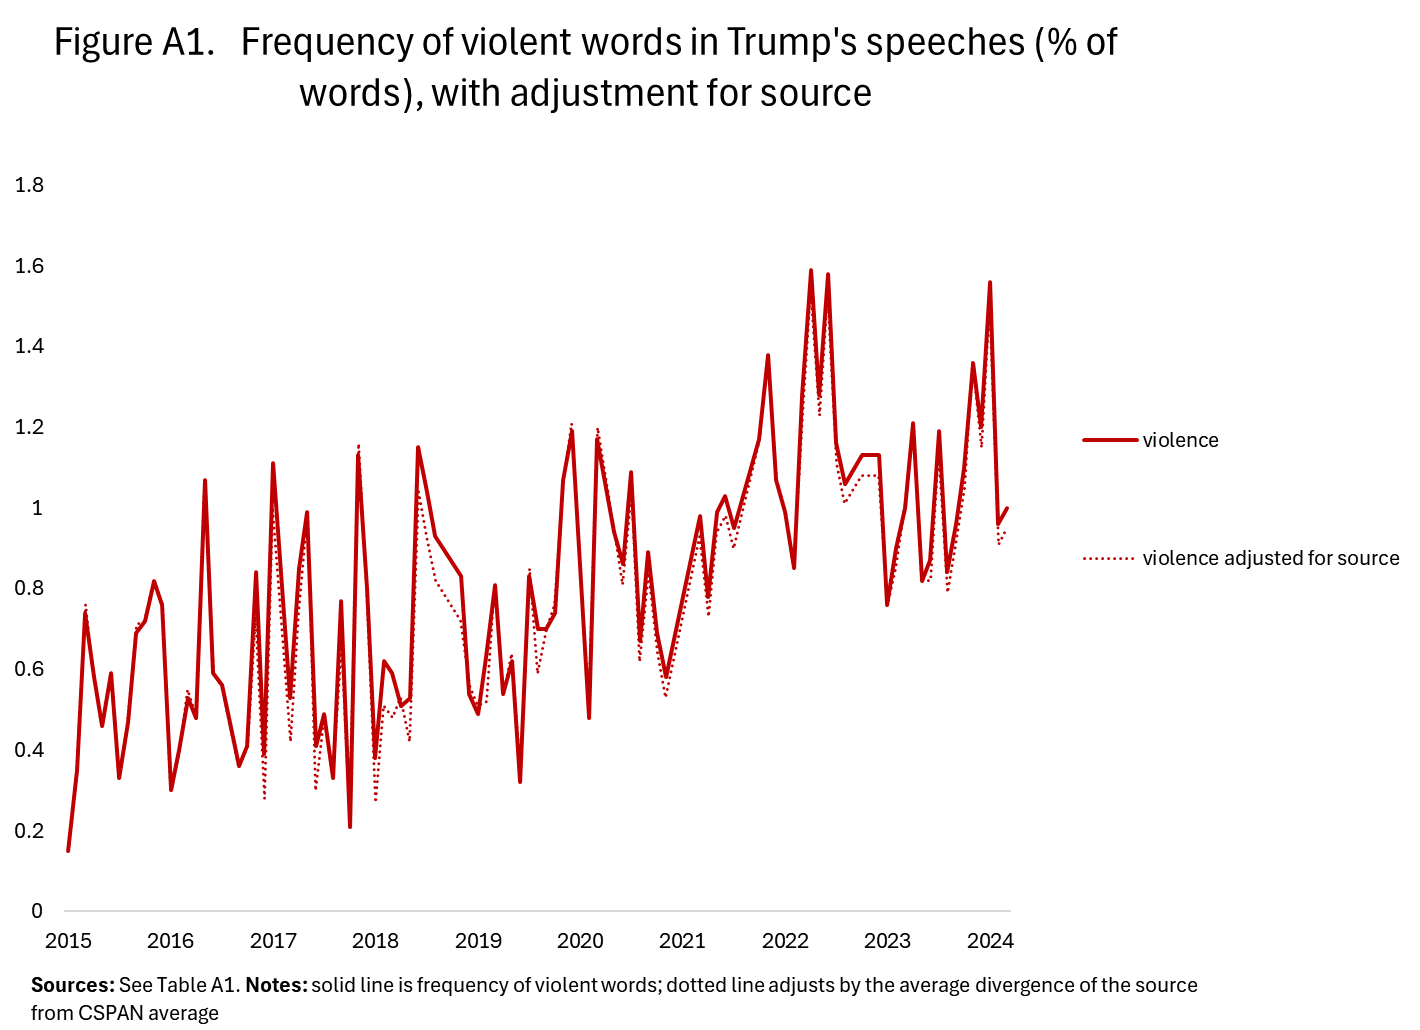 Figure A1.   Frequency of violent words in Trump's speeches (% of
words), with adjustment for source
1.8
1.6
1.4
1.2
1
0.8
0.6
0.4
0.2
0
2015 2016 2017 2018 2019 2020 2021 2022 2023 2024
violence
violence adjusted for source
Sources: See Table A1. Notes: solid line is frequency of violent words; dotted line adjusts by the average divergence of the source
from CSPAN average